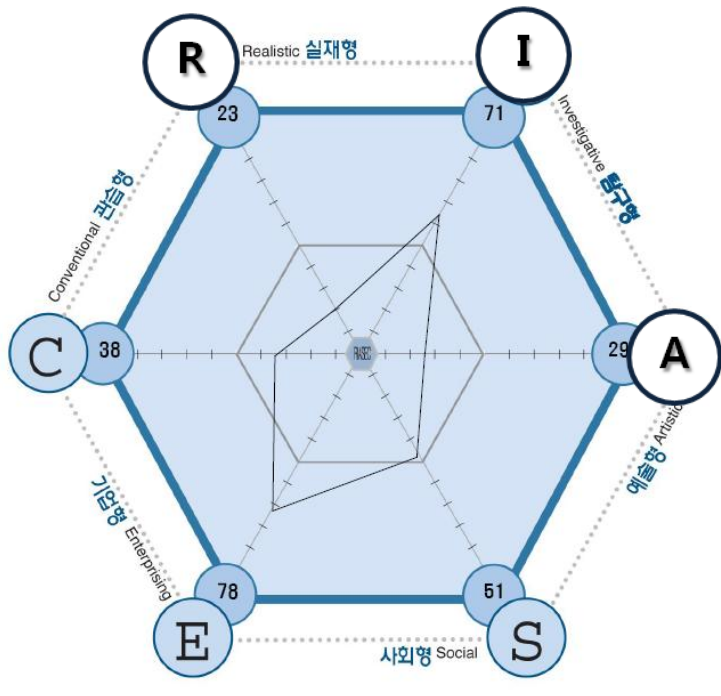 R
Realistic 실재형
I
23
71
Investigative 탐구형
Conventional 관습형
C
38
29
A
예술형 Artistic
기업형 Enterprising
78
51
E
사회형 Social
S